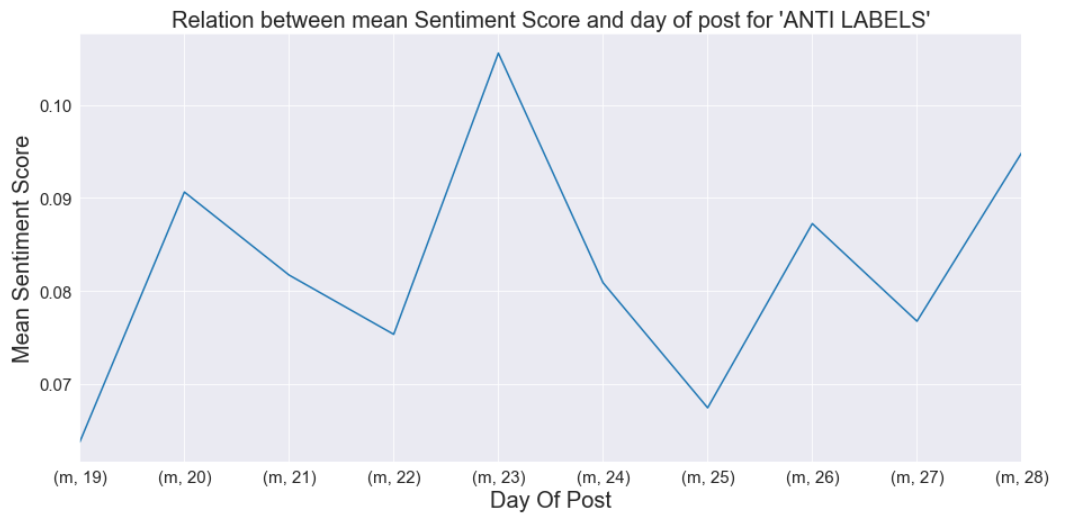 Relation between mean Sentiment Score and day of post for 'ANTI LABELS'
Mean Sentiment Score
0.10
0.09
0.08
0.07
(m, 19) (m, 20) (m, 21) (m, 22) (m, 23) (m, 24) (m, 25) (m, 26) (m, 27) (m, 28)
Day Of Post